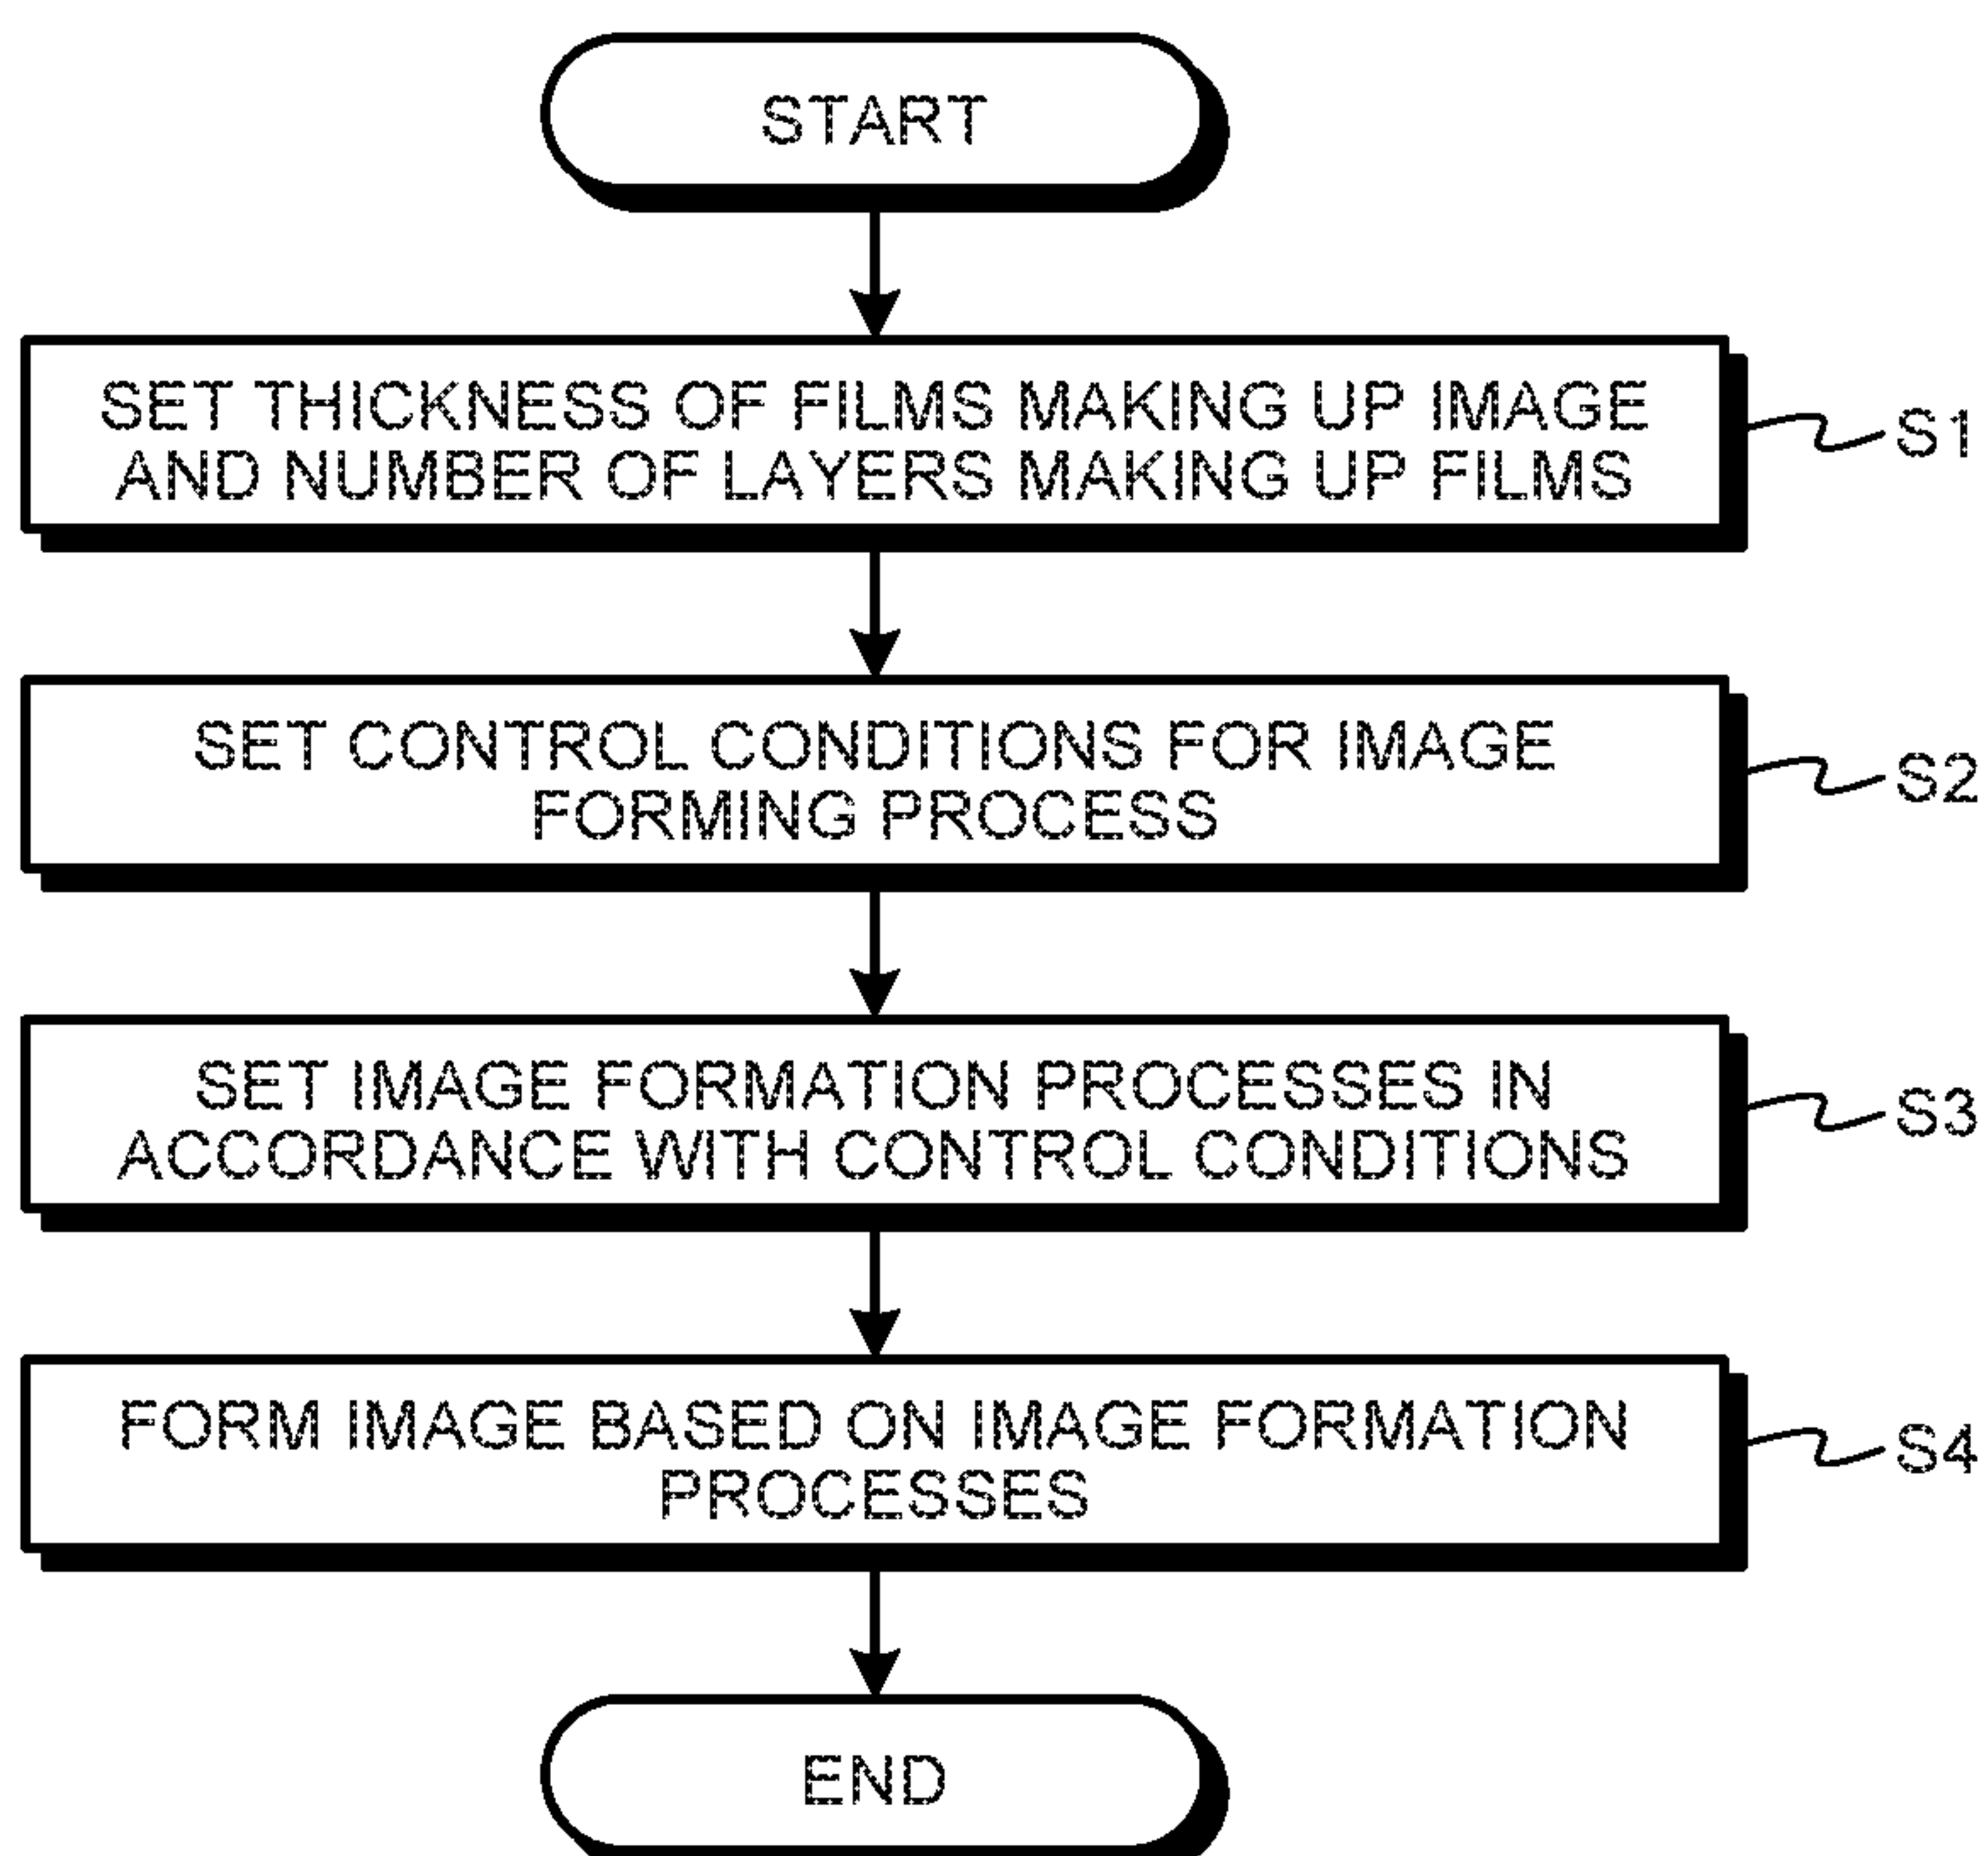 START
SET THICKNESS OF FILMS MAKING UP IMAGE
AND NUMBER OF LAYERS MAKING UP FILMS
S1
SET CONTROL CONDITIONS FOR IMAGE
FORMING PROCESS
S2
SET IMAGE FORMATION PROCESSES IN
ACCORDANCE WITH CONTROL CONDITIONS
S3
FORM IMAGE BASED ON IMAGE FORMATION
PROCESSES
S4
END